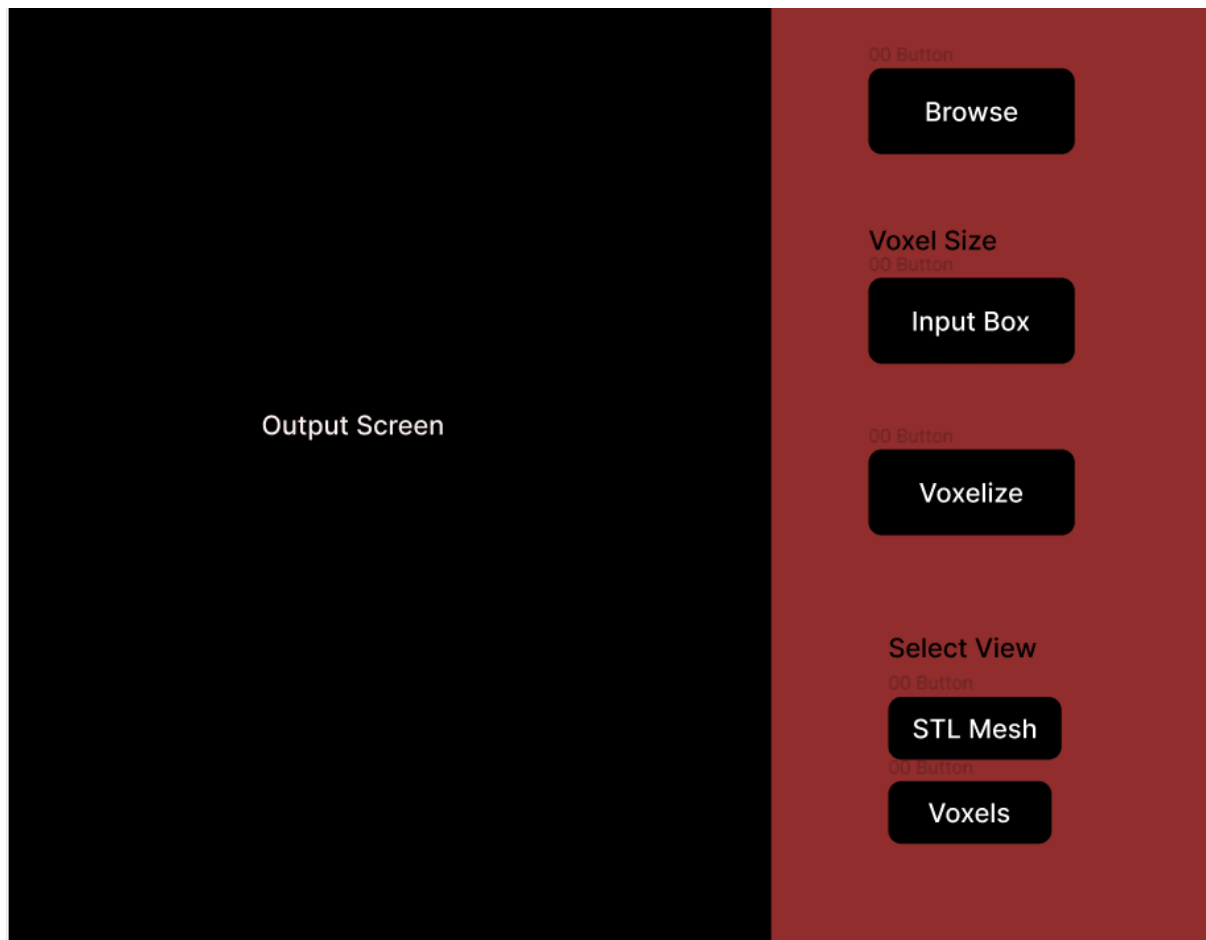 00 Button
Browse
Voxel Size
00 Button
Input Box
Output Screen
00 Button
Voxelize
Select View
00 Button
STL Mesh
00 Button
Voxels